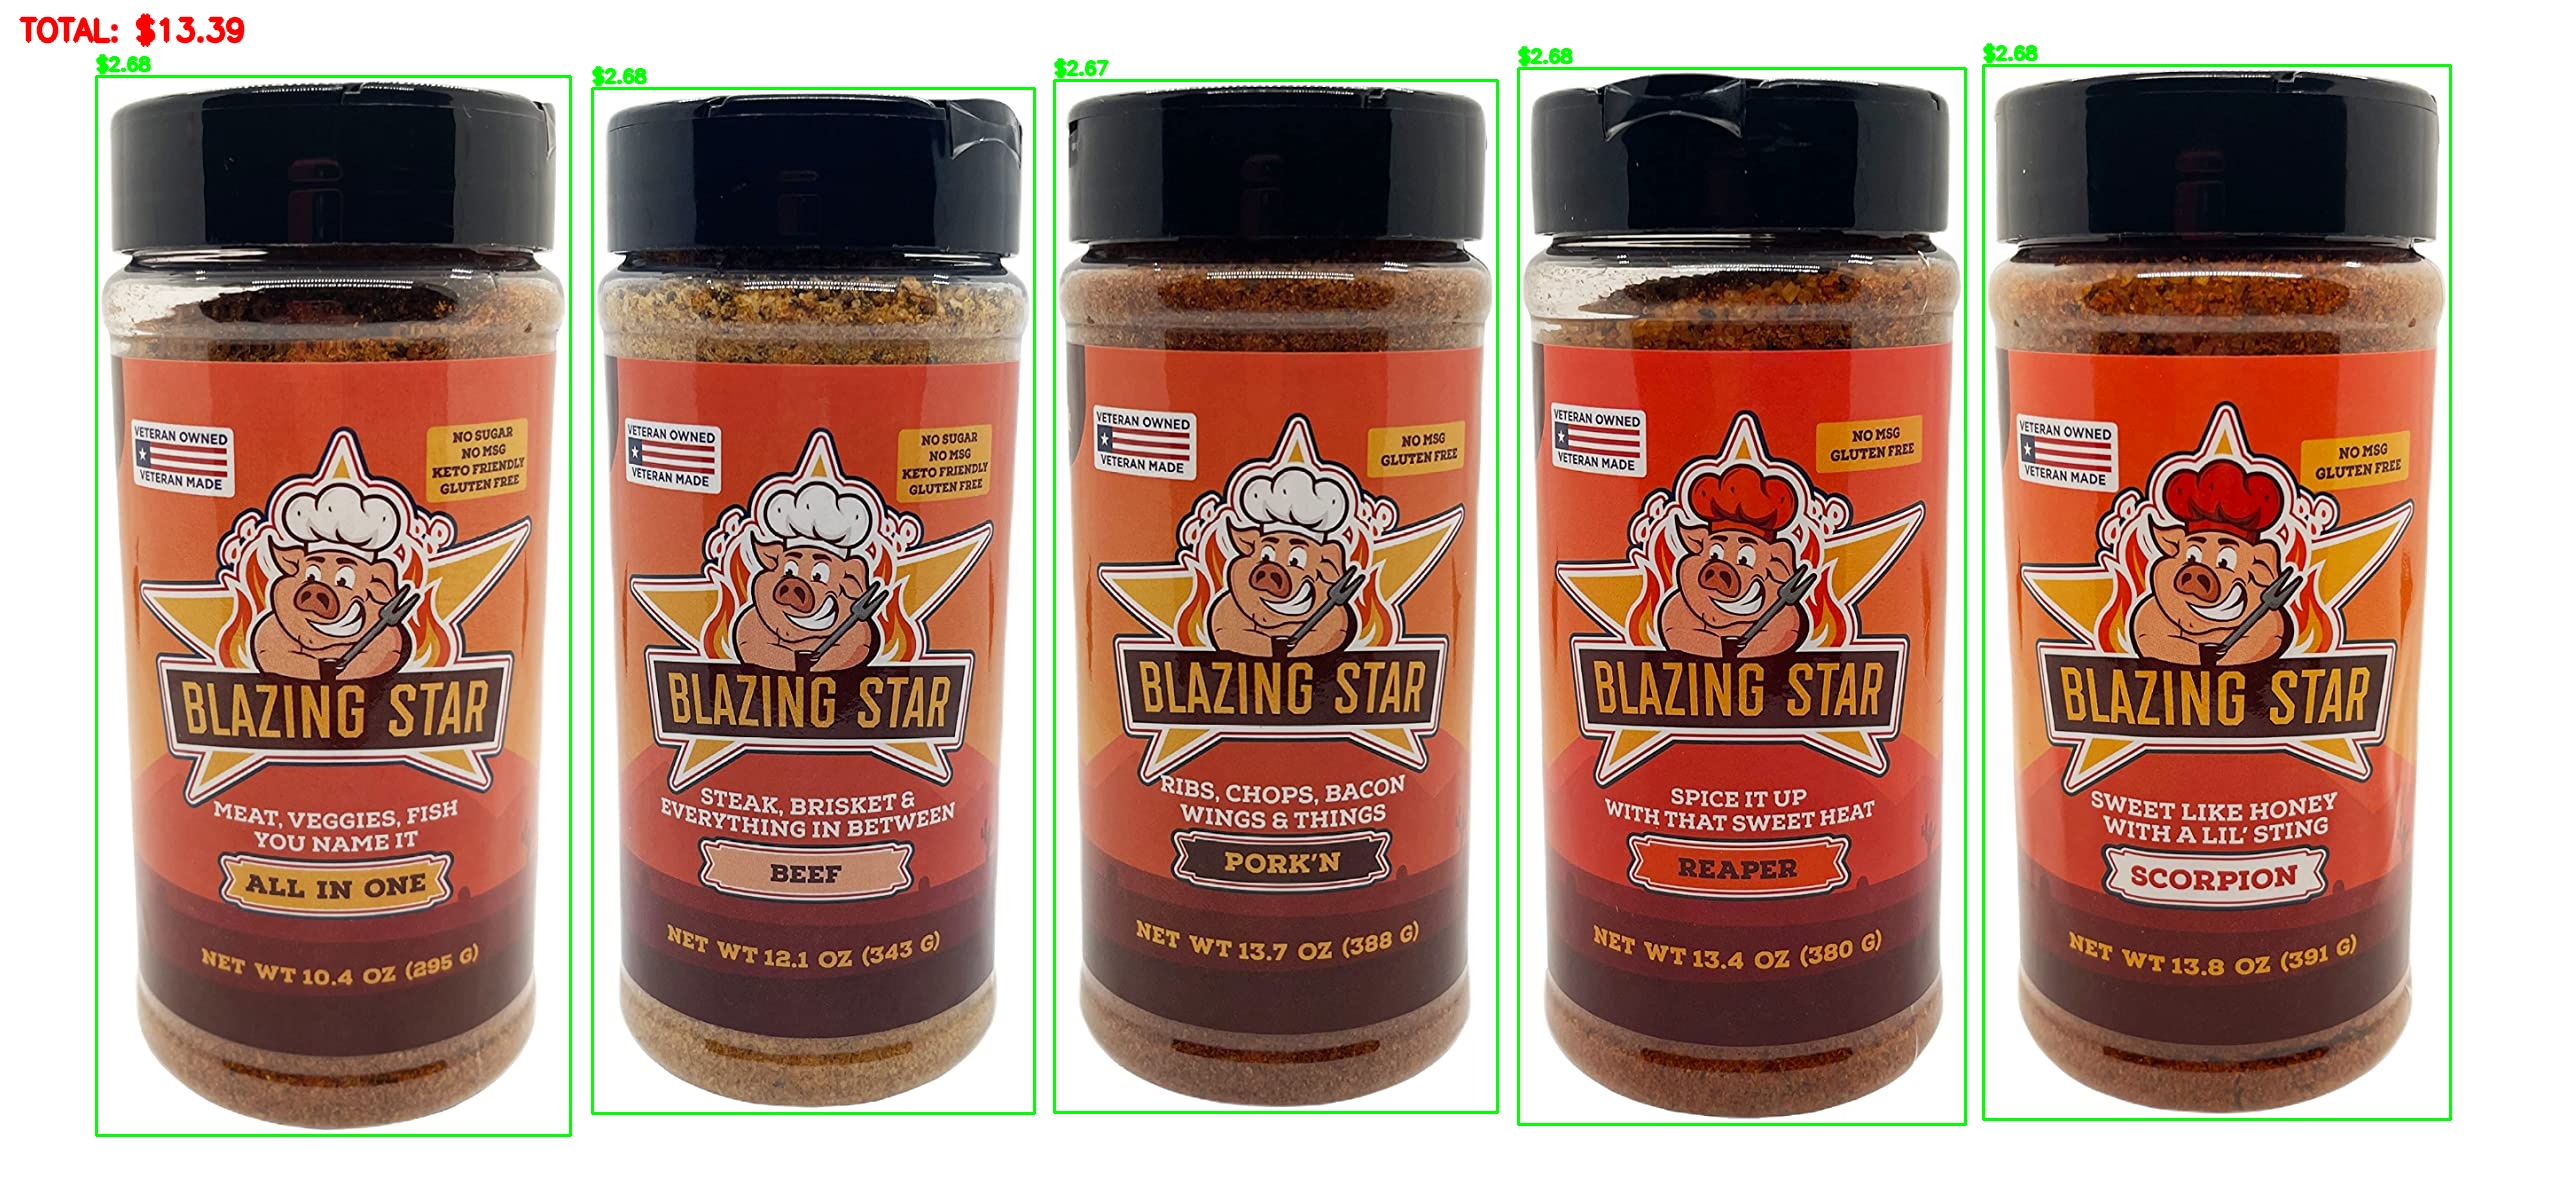 TOTAL: $13.39
$2.68
VETERAN OWNED
VETERAN MADE
NO SUGAR
NO MSG
KETO FRIENDLY
GLUTEN FREE
BLAZING STAR
MEAT, VEGGIES, FISH
YOU NAME IT
ALL IN ONE
NET WT 10.4 OZ (295 G)
$2.68
VETERAN OWNED
VETERAN MADE
NO SUGAR
NO MSG
KETO FRIENDLY
GLUTEN FREE
BLAZING STAR
STEAK, BRISKET &
EVERYTHING IN BETWEEN
BEEF
NET WT 12.1 OZ (343 G)
$2.67
VETERAN OWNED
VETERAN MADE
NO MSG
GLUTEN FREE
BLAZING STAR
RIBS, CHOPS, BACON
WINGS & THINGS
PORK'N
NET WT 13.7 OZ (388 G)
$2.68
VETERAN OWNED
VETERAN MADE
NO MSG
GLUTEN FREE
BLAZING STAR
SPICE IT UP
WITH THAT SWEET HEAT
REAPER
NET WT 13.4 OZ (380 G)
$2.68
VETERAN OWNED
VETERAN MADE
NO MSG
GLUTEN FREE
BLAZING STAR
SWEET LIKE HONEY
WITH A LIL' STING
SCORPION
NET WT 13.8 OZ (391 G)